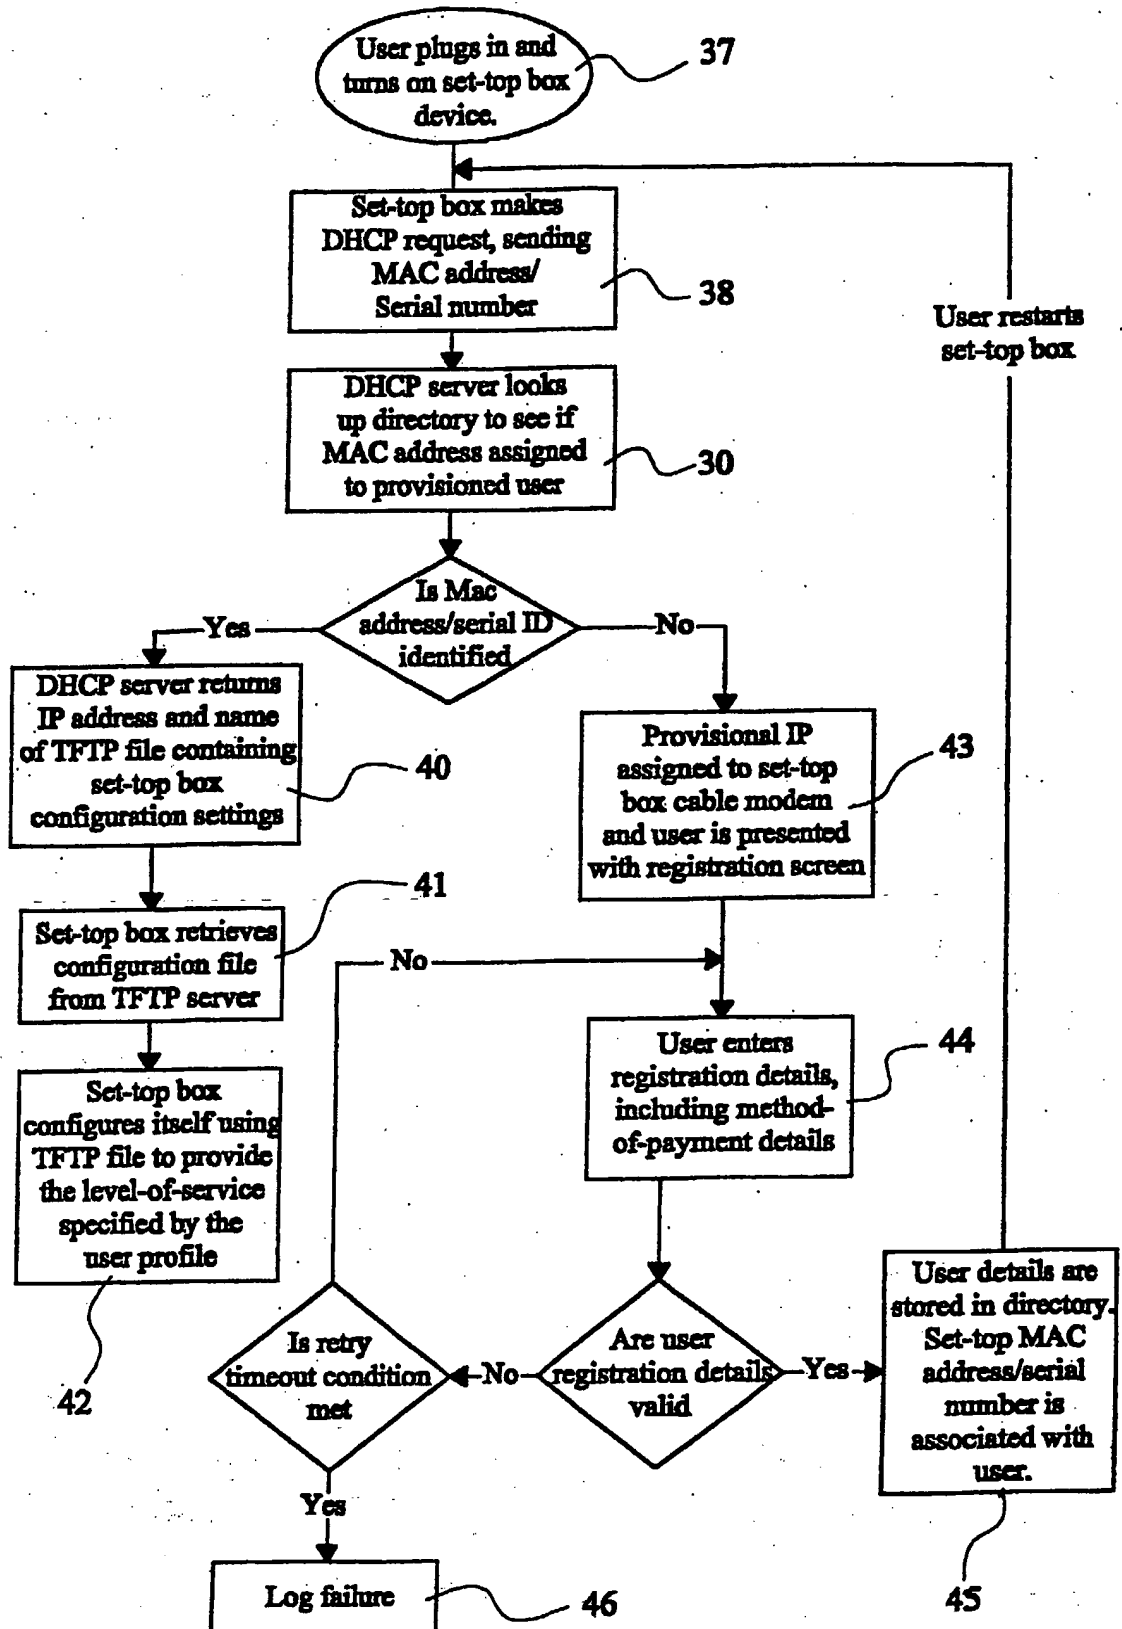 User plugs in and
turns on set-top box
device.
37
Set-top box makes
DHCP request, sending
MAC address/
Serial number
38
User restarts
set-top box
DHCP server looks
up directory to see if
MAC address assigned
to provisioned user
30
Is Mac
address/serial ID
identified
Yes
No
DHCP server returns
IP address and name
of TFTP file containing
set-top box
configuration settings
40
Provisional IP
assigned to set-top
box cable modem
and user is presented
with registration screen
43
41
Set-top box retrieves
configuration file
from TFTP server
No
User enters
registration details,
including method-
of-payment details
44
Set-top box
configures itself using
TFTP file to provide
the level-of-service
specified by the
user profile
42
Is retry
timeout condition
met
No
Are user
registration details
valid
Yes
User details are
stored in directory.
Set-top MAC
address/serial
number is
associated with
user.
45
Yes
Log failure
46